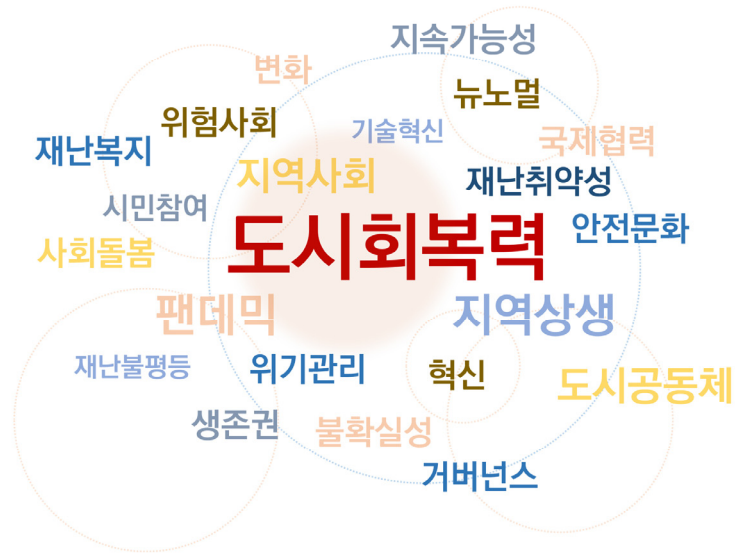 지속가능성
변화
뉴노멀
위험사회
기술혁신
국제협력
재난복지
지역사회
재난취약성
시민참여
안전문화
사회돌봄
도시회복력
팬데믹
지역상생
재난불평등
위기관리
혁신
도시공동체
생존권
불확실성
거버넌스